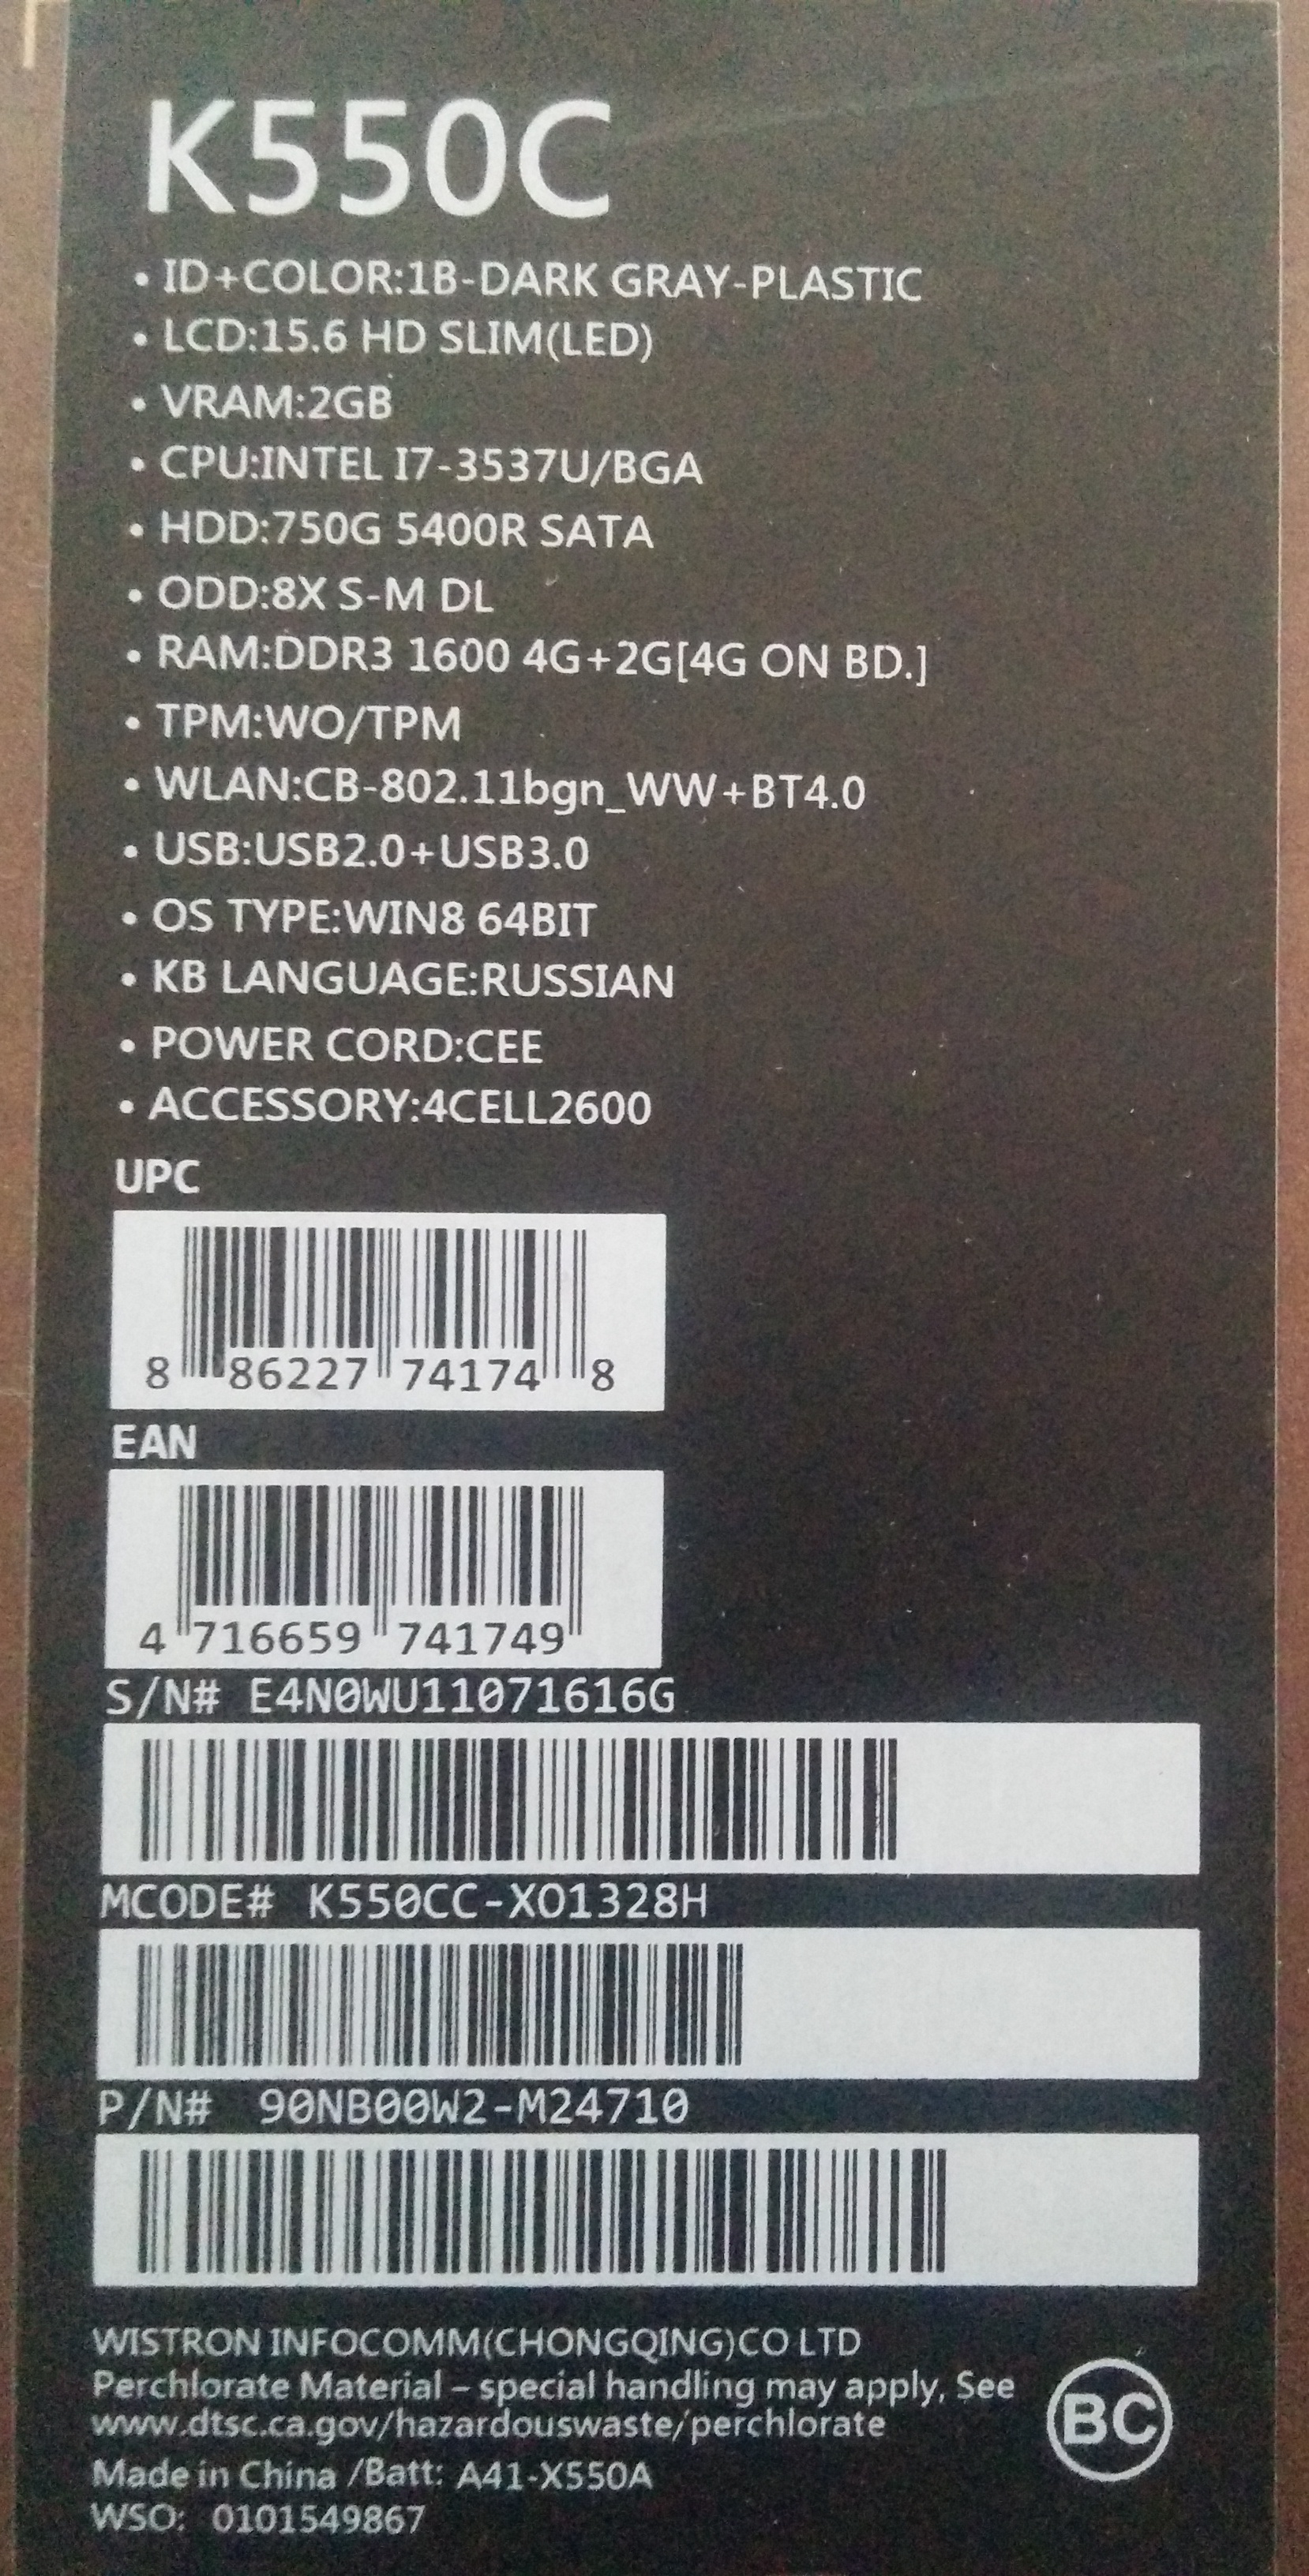 K550C
• ID+COLOR:1B-DARK GRAY-PLASTIC
• LCD:15.6 HD SLIM(LED)
• VRAM:2GB
• CPU:INTEL I7-3537U/BGA
• HDD:750G 5400R SATA
• ODD:8X S-M DL
• RAM:DDR3 1600 4G+2G[4G ON BD.]
• TPM:WO/TPM
• WLAN:CB-802.11bgn_WW+BT4.0
• USB:USB2.0+USB3.0
• OS TYPE:WIN8 64BIT
• KB LANGUAGE:RUSSIAN
• POWER CORD:CEE
• ACCESSORY:4CELL2600
UPC
8 86227 74174 8
EAN
4 716659 741749
S/N# E4N0WU11071616G
MCODE# K550CC-XO1328H
P/N# 90NB00W2-M24710
WISTRON INFOCOMM(CHONGQING)CO LTD
Perchlorate Material – special handling may apply, See
www.dtsc.ca.gov/hazardouswaste/perchlorate
BC
Made in China /Batt: A41-X550A
WSO: 0101549867